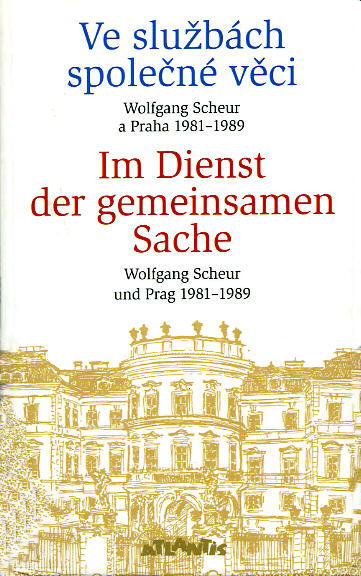 Ve službách
společné věci
Wolfgang Scheur
a Praha 1981–1989
Im Dienst
der gemeinsamen
Sache
Wolfgang Scheur
und Prag 1981–1989
ATLANTIS